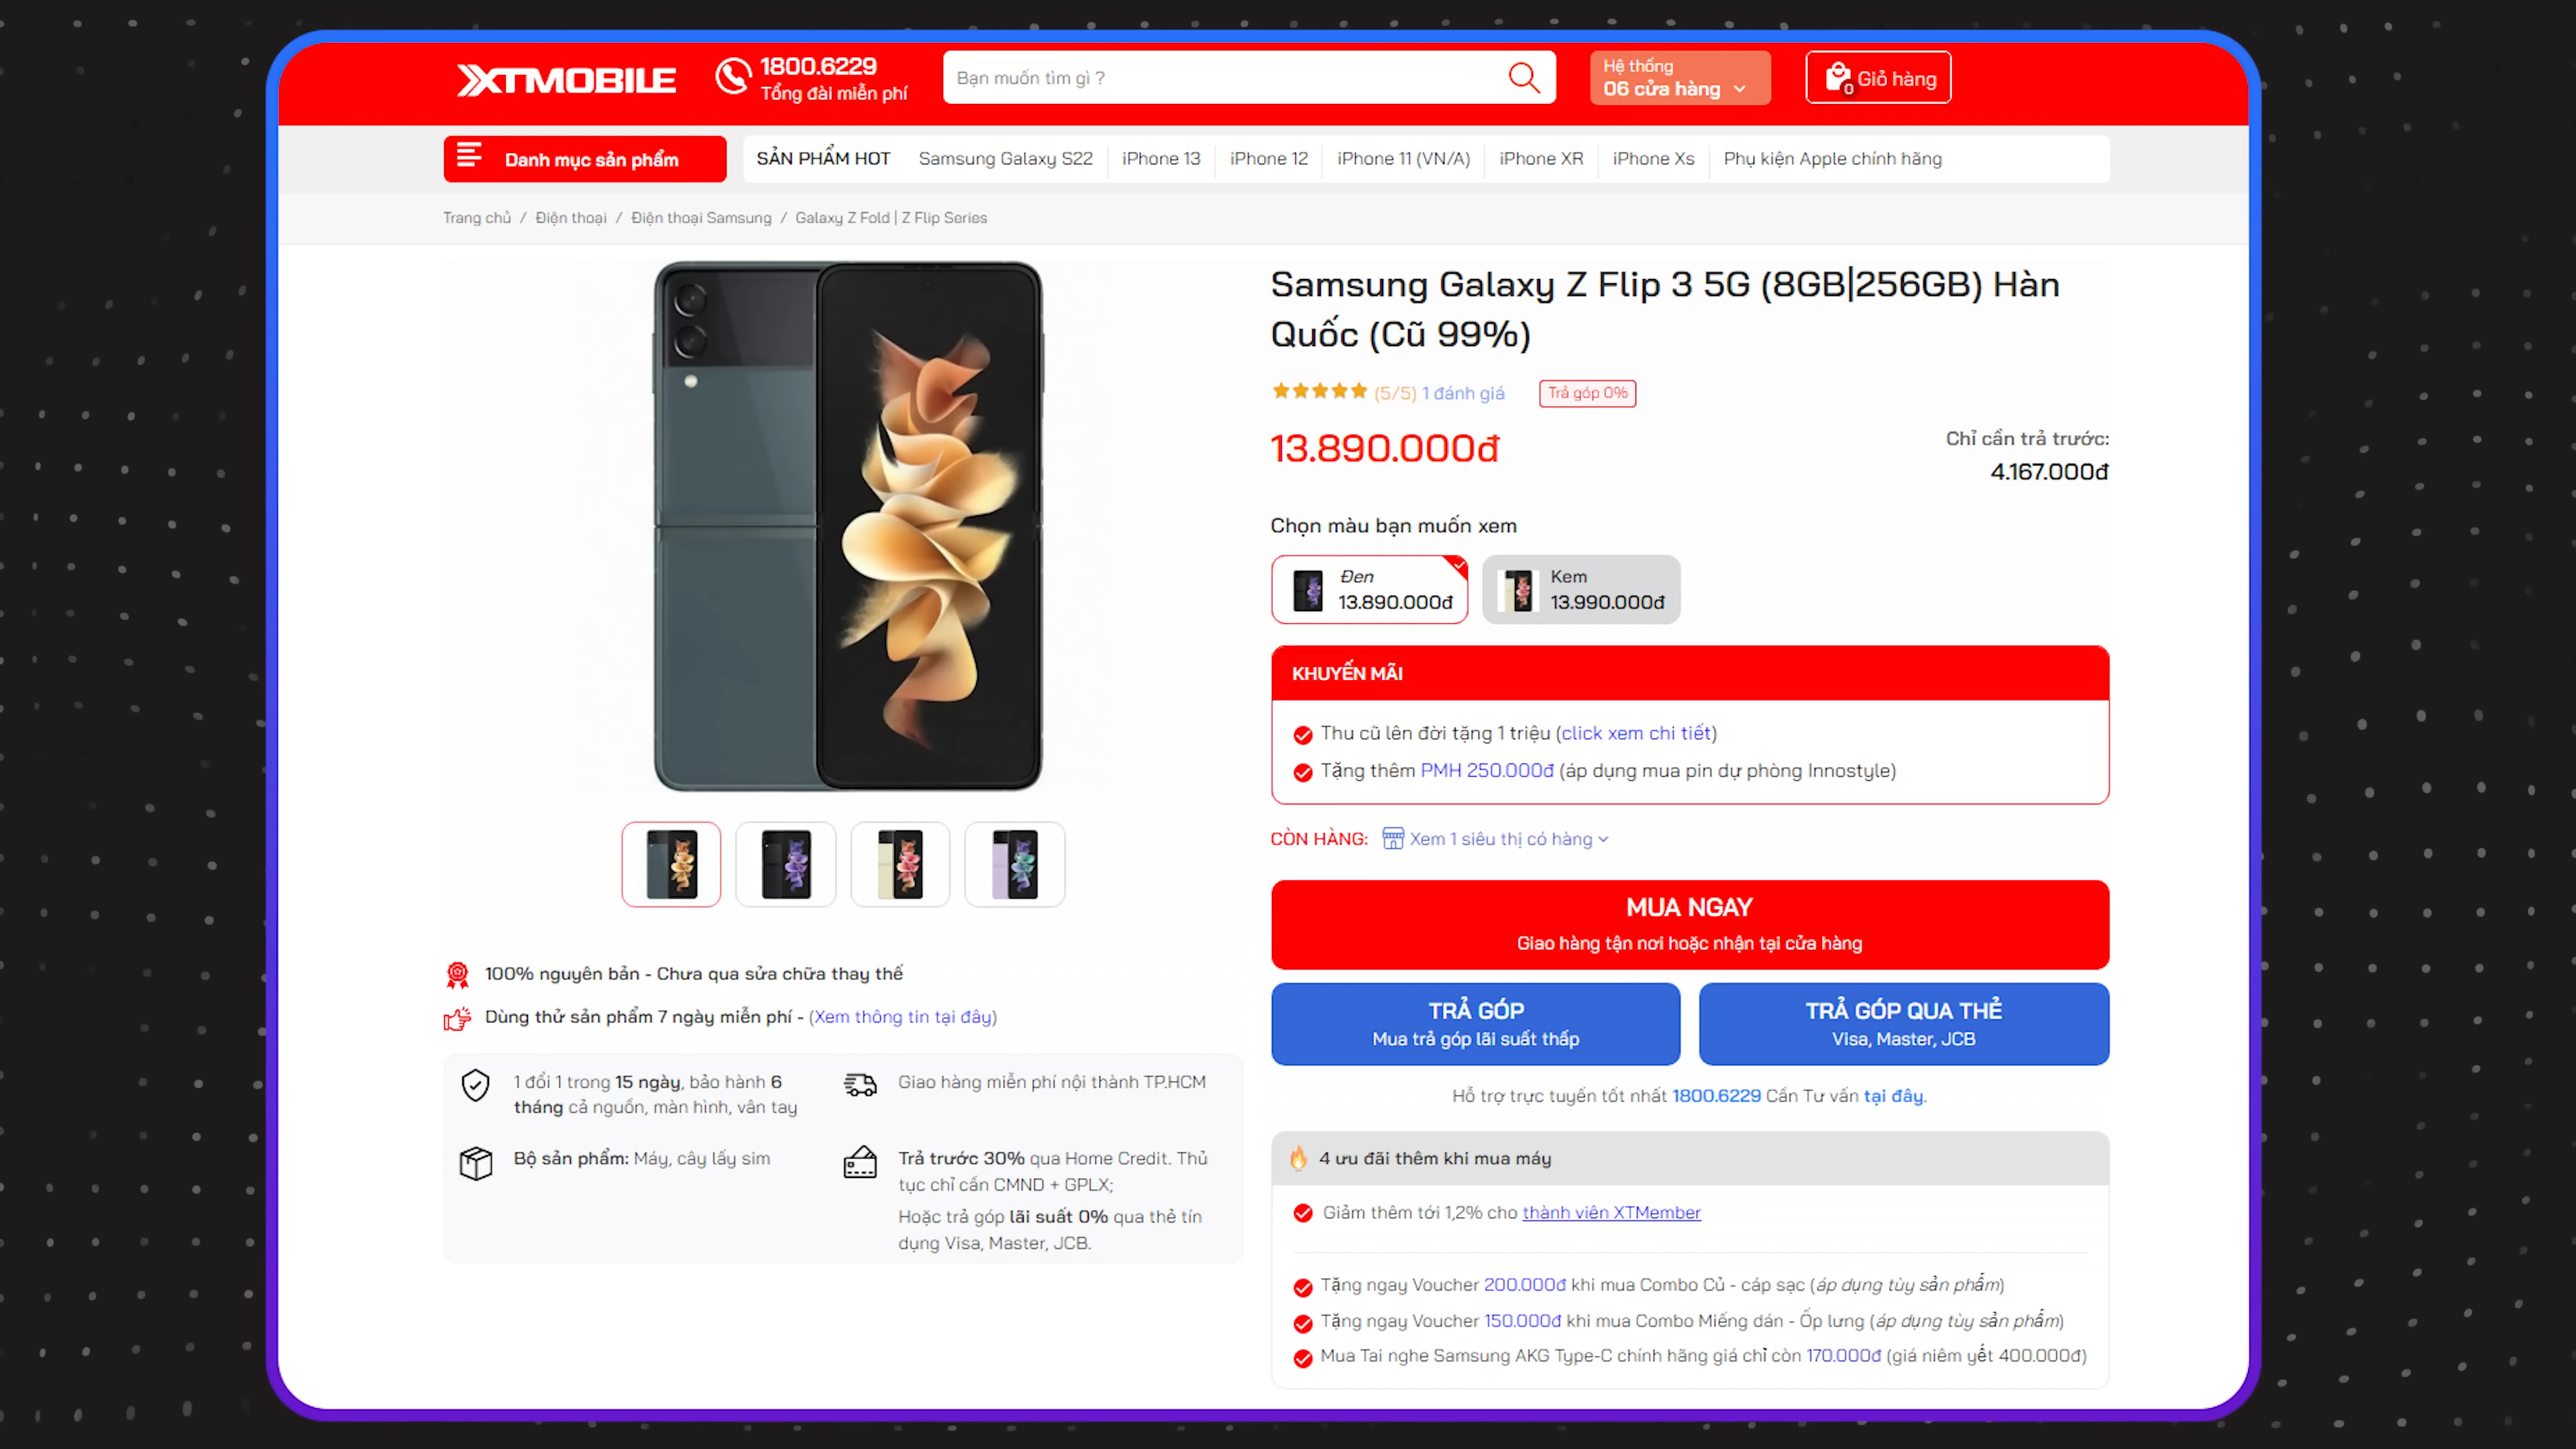 XTMOBILE
1800.6229
Tổng đài miễn phí
Bạn muốn tìm gì ?
Hệ thống
06 cửa hàng
0
Giỏ hàng
Danh mục sản phẩm
SẢN PHẨM HOT
Samsung Galaxy S22
iPhone 13
iPhone 12
iPhone 11 (VN/A)
iPhone XR
iPhone Xs
Phụ kiện Apple chính hãng
Trang chủ / Điện thoại / Điện thoại Samsung / Galaxy Z Fold | Z Flip Series
Samsung Galaxy Z Flip 3 5G (8GB|256GB) Hàn
Quốc (Cũ 99%)
(5/5) 1 đánh giá
Trả góp 0%
13.890.000đ
Chỉ cần trả trước:
4.167.000đ
Chọn màu bạn muốn xem
Đen
13.890.000đ
Kem
13.990.000đ
KHUYẾN MÃI
Thu cũ lên đời tặng 1 triệu (click xem chi tiết)
Tặng thêm PMH 250.000đ (áp dụng mua pin dự phòng Innostyle)
CÒN HÀNG:
Xem 1 siêu thị có hàng
MUA NGAY
Giao hàng tận nơi hoặc nhận tại cửa hàng
TRẢ GÓP
Mua trả góp lãi suất thấp
TRẢ GÓP QUA THẺ
Visa, Master, JCB
Hỗ trợ trực tuyến tốt nhất 1800.6229 Cần Tư vấn tại đây.
4 ưu đãi thêm khi mua máy
Giảm thêm tới 1,2% cho thành viên XTMember
Tặng ngay Voucher 200.000đ khi mua Combo Củ - cáp sạc (áp dụng tùy sản phẩm)
Tặng ngay Voucher 150.000đ khi mua Combo Miếng dán - Ốp lưng (áp dụng tùy sản phẩm)
Mua Tai nghe Samsung AKG Type-C chính hãng giá chỉ còn 170.000đ (giá niêm yết 400.000đ)
100% nguyên bản - Chưa qua sửa chữa thay thế
Dùng thử sản phẩm 7 ngày miễn phí - (Xem thông tin tại đây)
1 đổi 1 trong 15 ngày, bảo hành 6
tháng cả nguồn, màn hình, vân tay
Giao hàng miễn phí nội thành TP.HCM
Bộ sản phẩm: Máy, cây lấy sim
Trả trước 30% qua Home Credit. Thủ
tục chỉ cần CMND + GPLX;
Hoặc trả góp lãi suất 0% qua thẻ tín
dụng Visa, Master, JCB.